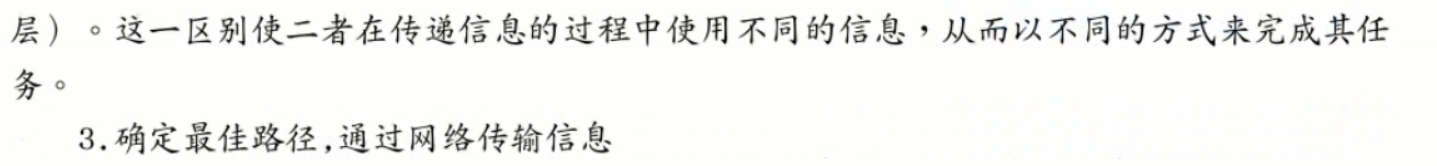 层）。这一区别使二者在传递信息的过程中使用不同的信息，从而以不同的方式来完成其任
务。
3.确定最佳路径,通过网络传输信息